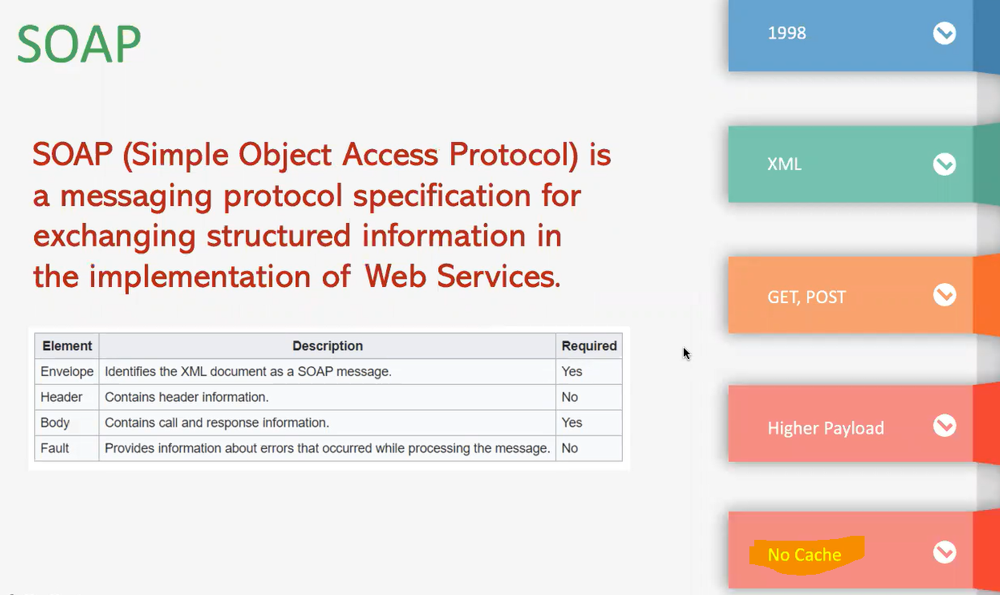 SOAP
SOAP (Simple Object Access Protocol) is
a messaging protocol specification for
exchanging structured information in
the implementation of Web Services.
Element Description Required
Envelope Identifies the XML document as a SOAP message. Yes
Header Contains header information. No
Body Contains call and response information. Yes
Fault Provides information about errors that occurred while processing the message. No
1998
XML
GET, POST
Higher Payload
No Cache